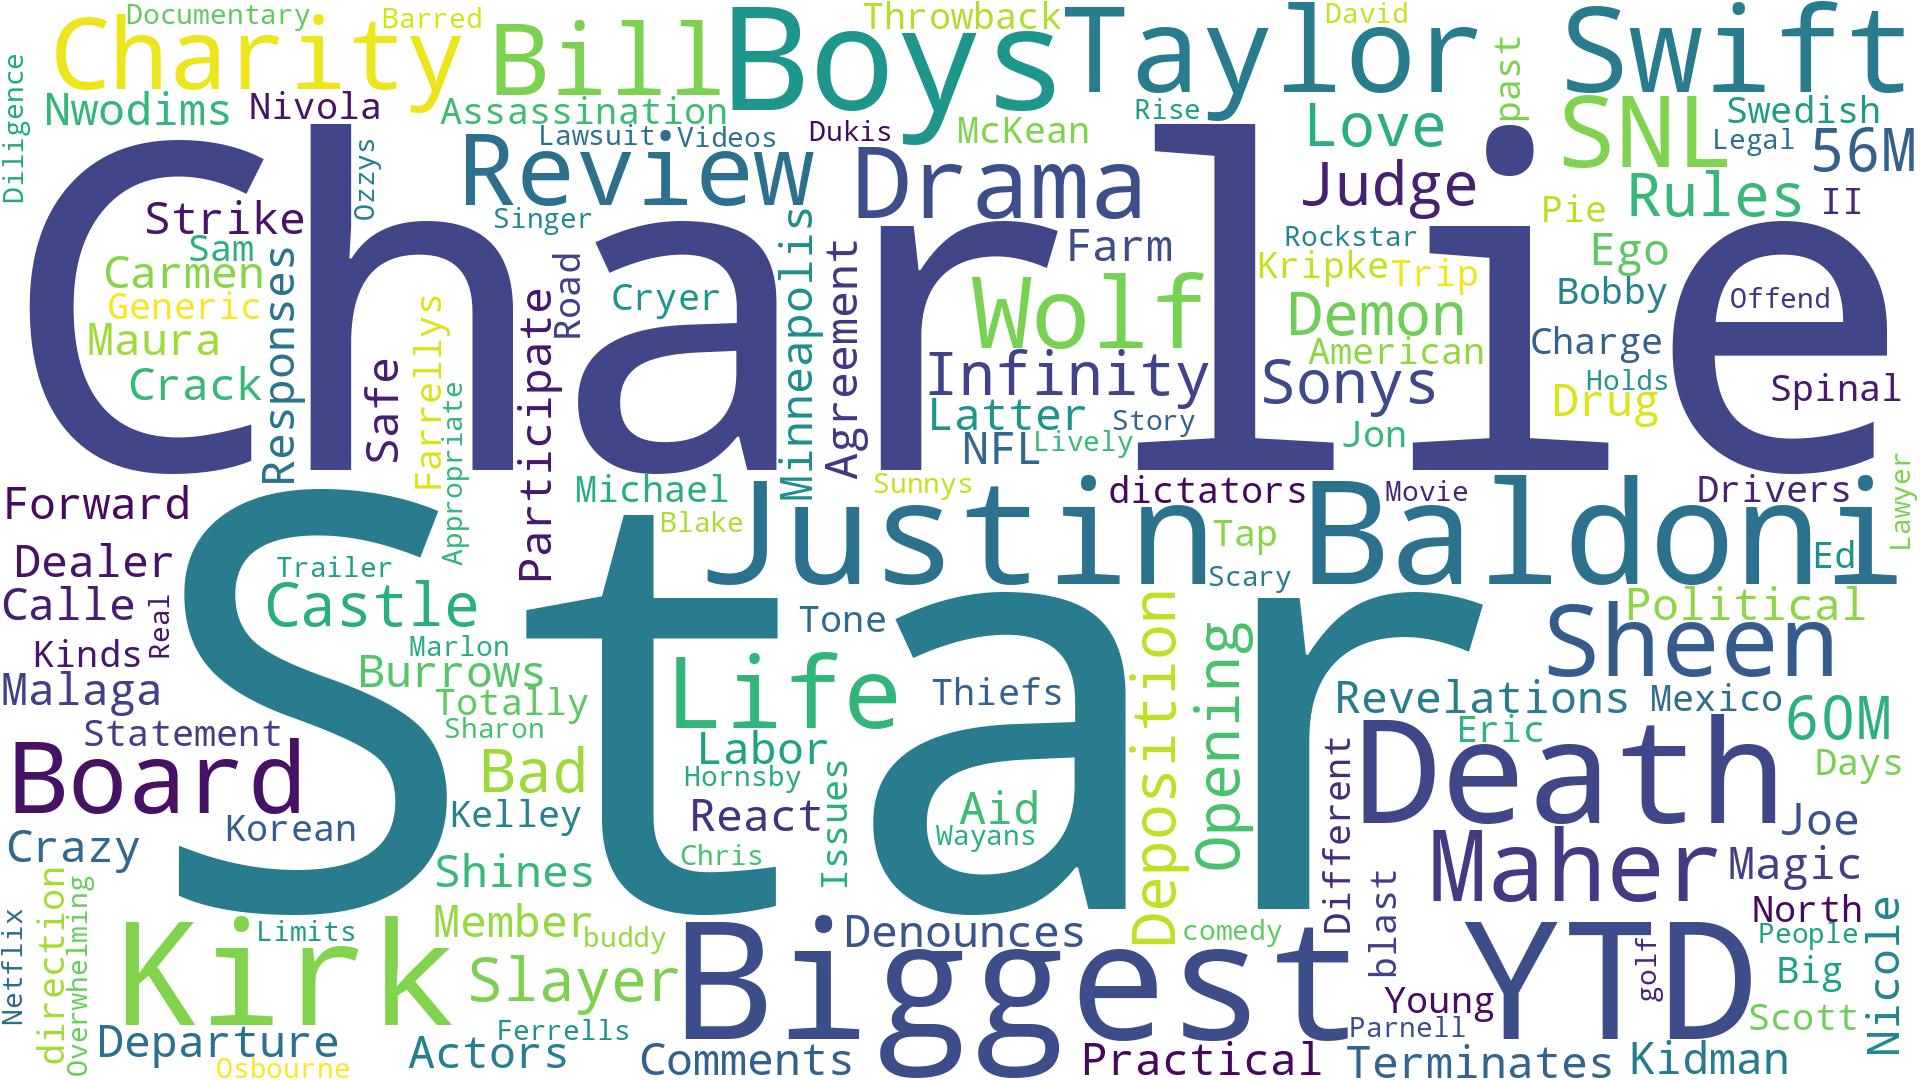 Documentary
Barred
Charity
Bill
Boys
Throwback
Taylor
David
Swift
past
Diligence
Nwodims
Nivola
Assassination
Rise
Love
SNL
Swedish
Lawsuit
Videos
Dukis
McKean
Legal
56M
Ozzys
Review
Drama
Judge
Rules
II
Charlie
Strike
Singer
Pie
Sam
Carmen
Generic
Maura
Crack
Responses
Safe
Farrellys
Appropriate
Participate
Road
Cryer
Minneapolis
Agreement
Farm
Wolf
Infinity
Latter
NFL
Lively
Story
Rockstar
Kripke
Trip
Demon
American
Sonys
Jon
Ego
Bobby
Charge
Holds
Drug
Offend
Spinal
Forward
Michael
Sunnys
dictators
Movie
Drivers
Lawyer
Blake
Justin
Tap
Scary
Baldoni
Ed
Dealer
Calle
Kinds
Real
Malaga
Statement
Board
Trailer
Castle
Star
Marlon
Burrows
Totally
Sharon
Bad
Kelley
Tone
Life
Thiefs
Labor
Hornsby
React
Issues
Aid
Wayans
Chris
Deposition
Opening
Political
Sheen
Revelations
Mexico
Eric
60M
Days
Different
Death
Joe
Maher
Magic
Korean
Crazy
Shines
direction
Overwhelming
Netflix
Kirk
Limits
Member
buddy
Slayer
Denounces
Biggest
comedy
blast
YTD
golf
North
People
Big
Nicole
Scott
Young
Parnell
Departure
Osbourne
Ferrells
Actors
Comments
Practical
Terminates
Kidman